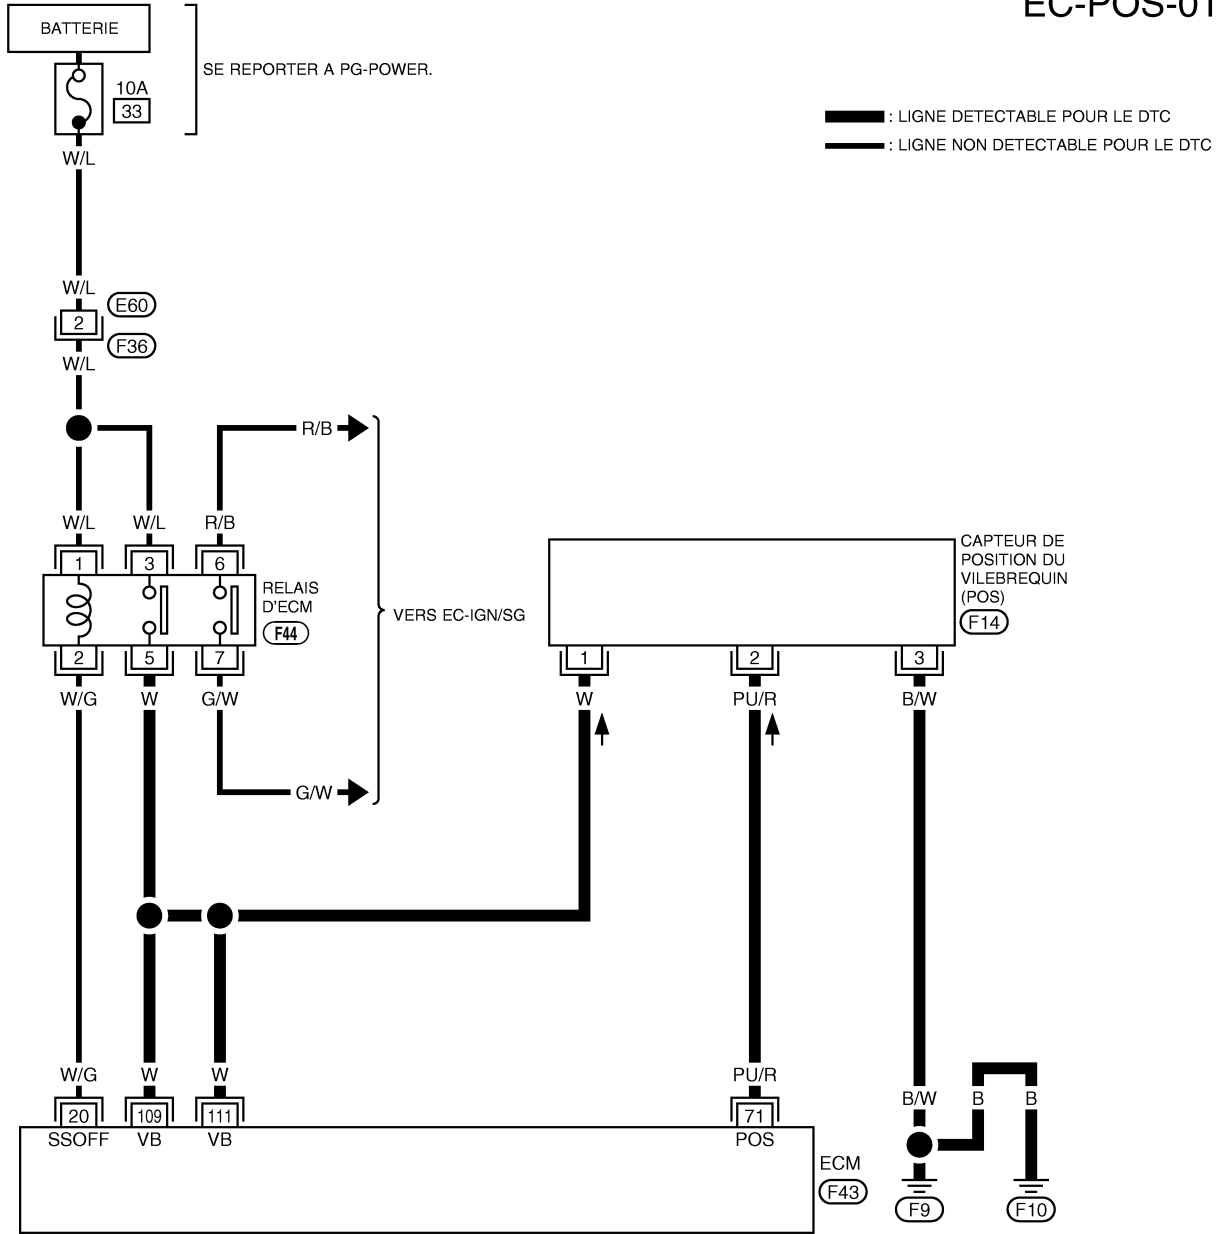 EC-POS-01
BATTERIE
SE REPORTER A PG-POWER.
10A
33
: LIGNE DETECTABLE POUR LE DTC
: LIGNE NON DETECTABLE POUR LE DTC
W/L
W/L
E60
2
F36
W/L
R/B
W/L W/L R/B
1 3 6
RELAIS
D'ECM
F44
2 5 7
W/G W G/W
G/W
VERS EC-IGN/SG
CAPTEUR DE
POSITION DU
VILEBREQUIN
(POS)
F14
1 2 3
W PU/R B/W
W/G W W PU/R
B/W B B
20 109 111 71
SSOFF VB VB POS
ECM
F43
F9 F10